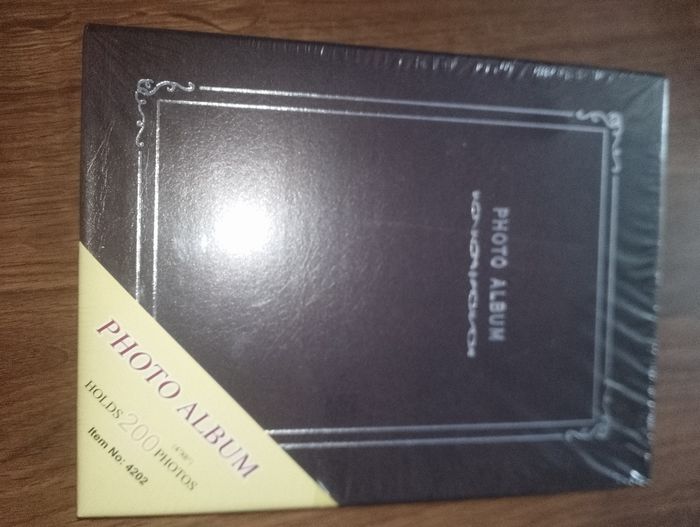 PHOTO ALBUM
PHOTO ALBUM
HOLDS 200 PHOTOS
Item No: 4202